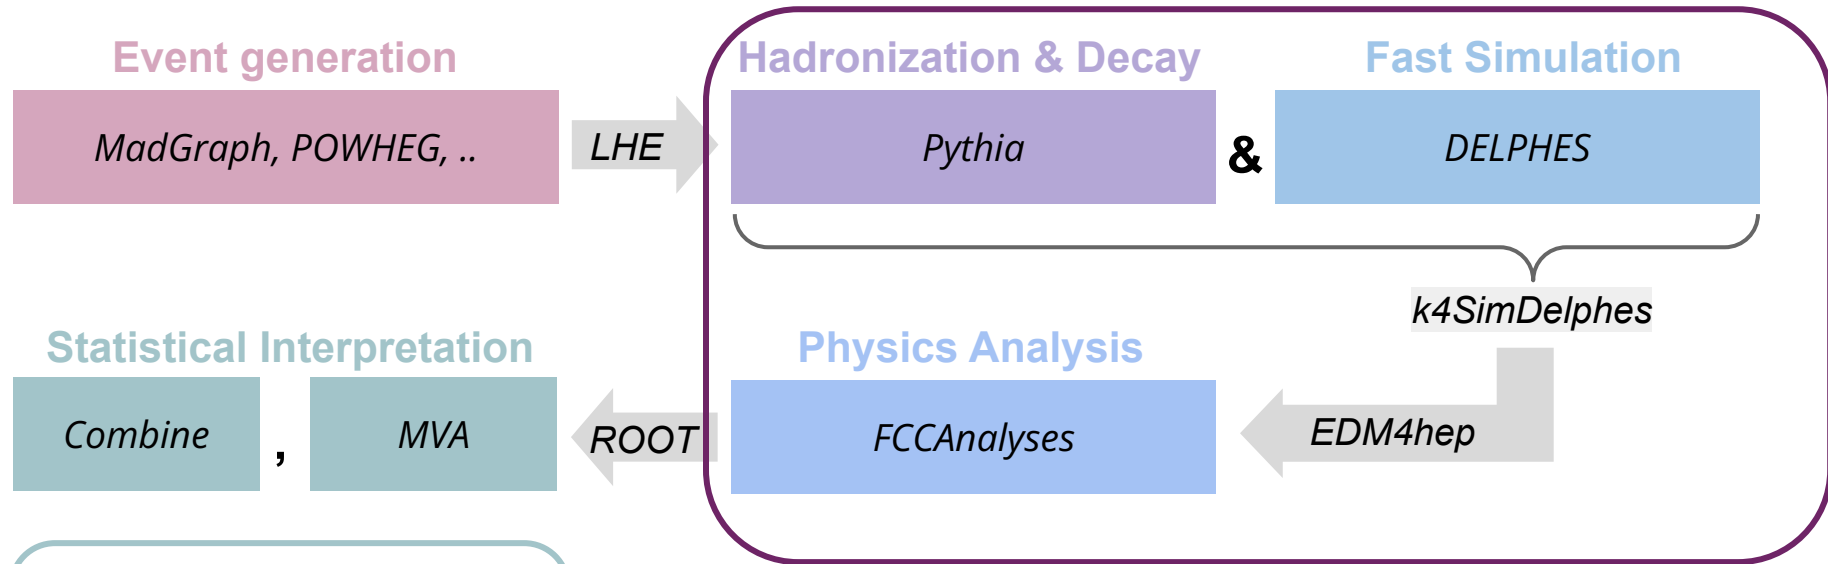 Event generation
MadGraph, POWHEG, ..
LHE
Hadronization & Decay
Pythia
&
Fast Simulation
DELPHES
k4SimDelphes
EDM4hep
Physics Analysis
FCCAnalyses
ROOT
Statistical Interpretation
Combine , MVA